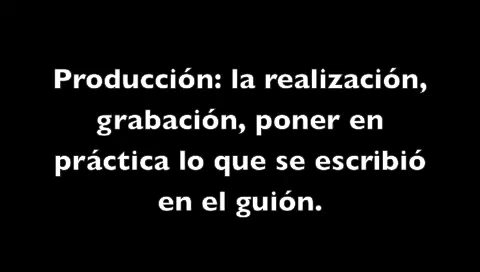 Producción: la realización,
grabación, poner en
práctica lo que se escribió
en el guión.